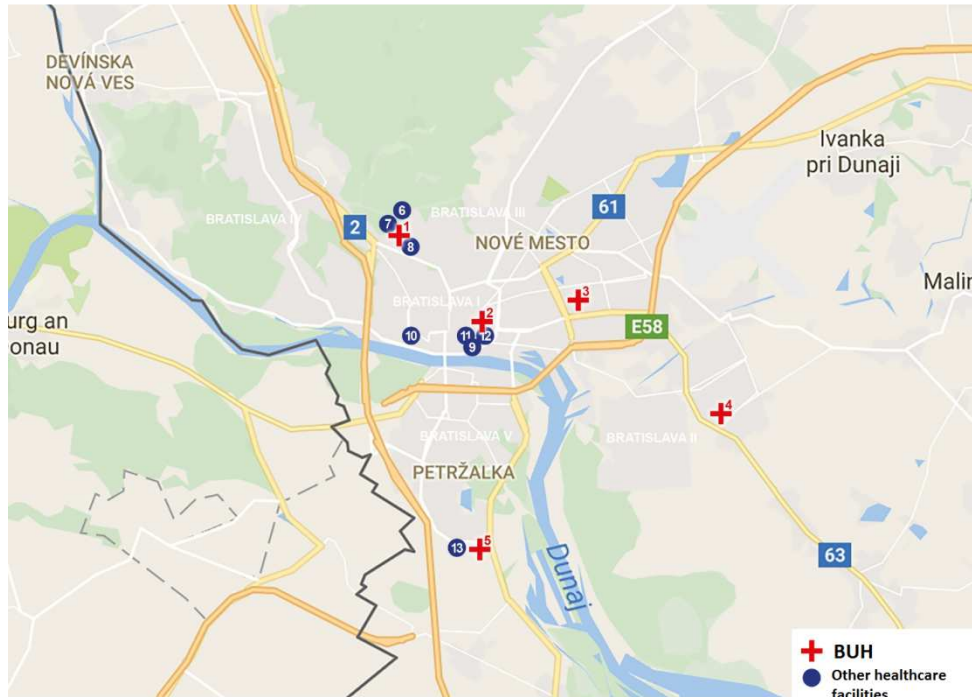 DEVÍNSKA
NOVÁ VES
Ivanka
pri Dunaji
6
61
BRATISLAVA IV
BRATISLAVA III
7
2
1
8
NOVÉ MESTO
Malin
3
BRATISLAVA I
2
urg an
onau
10
11
12
9
E58
4
BRATISLAVA V
BRATISLAVA II
PETRŽALKA
13
5
Dunaj
63
BUH
Other healthcare
facilities